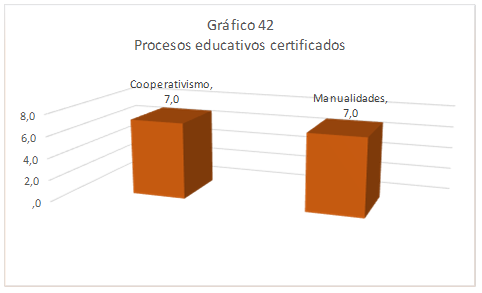 Gráfico 42
Procesos educativos certificados
Cooperativismo,
7,0
Manualidades,
7,0
8,0
6,0
4,0
2,0
,0